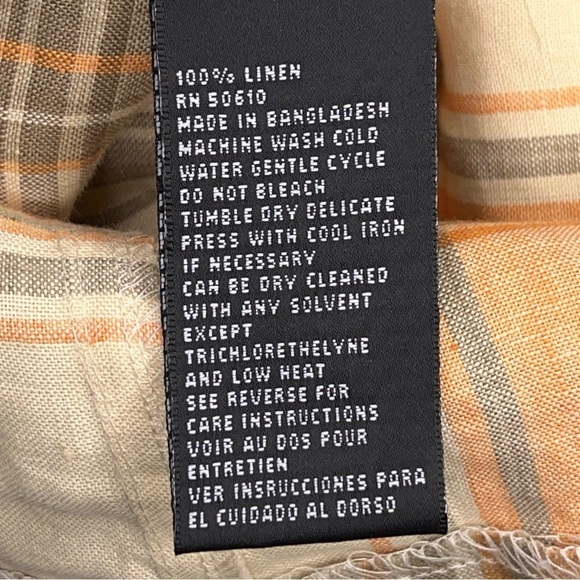 100% LINEN
RN 50610
MADE IN BANGLADESH
MACHINE WASH COLD
WATER GENTLE CYCLE
DO NOT BLEACH
TUMBLE DRY DELICATE
PRESS WITH COOL IRON
IF NECESSARY
CAN BE DRY CLEANED
WITH ANY SOLVENT
EXCEPT
TRICHLORETHELYNE
AND LOW HEAT
SEE REVERSE FOR
CARE INSTRUCTIONS
VOIR AU DOS POUR
ENTRETIEN
VER INSRUCCIONES PARA
EL CUIDADO AL DORSO